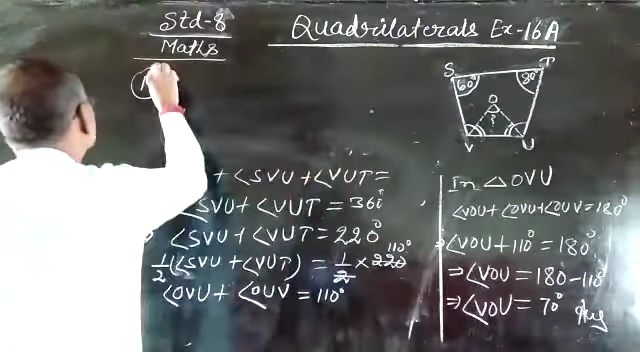 Std-8
Maths
Quadrilaterals Ex-16A
S T
60° 80°
O
?
V U
+ ∠SVU + ∠VUT =
∠SVU + ∠VUT = 360°
∠SVU + ∠VUT = 220°
1/2 (∠SVU + ∠VUT) = 1/2 × 220 110°
∠OVU + ∠OUV = 110°
In △OVU
∠VOU + ∠OVU + ∠OUV = 180°
⇒ ∠VOU + 110° = 180°
⇒ ∠VOU = 180 - 110°
⇒ ∠VOU = 70° Ans